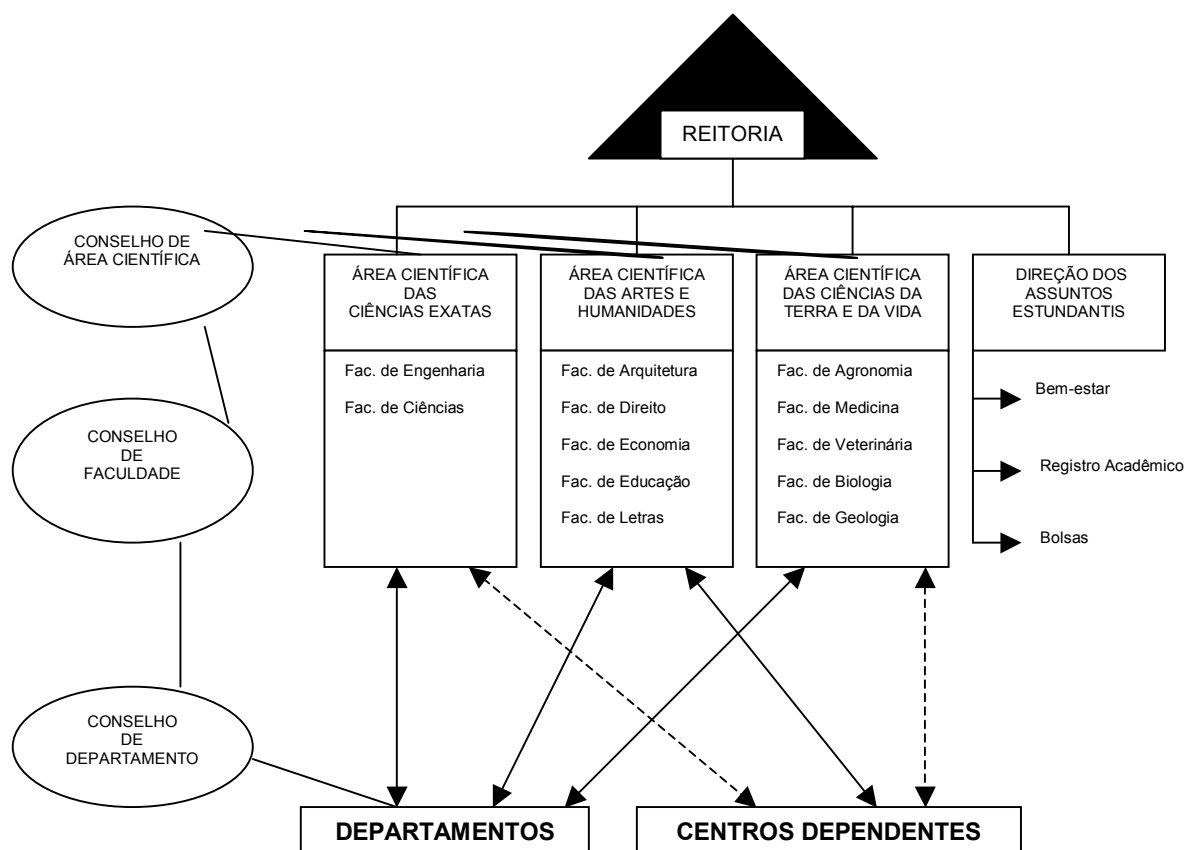 REITORIA
CONSELHO DE
ÁREA CIENTÍFICA
ÁREA CIENTÍFICA
DAS
CIÊNCIAS EXATAS
ÁREA CIENTÍFICA
DAS ARTES E
HUMANIDADES
ÁREA CIENTÍFICA
DAS CIÊNCIAS DA
TERRA E DA VIDA
DIREÇÃO DOS
ASSUNTOS
ESTUNDANTIS
Fac. de Engenharia
Fac. de Ciências
Fac. de Arquitetura
Fac. de Direito
Fac. de Economia
Fac. de Educação
Fac. de Letras
Fac. de Agronomia
Fac. de Medicina
Fac. de Veterinária
Fac. de Biologia
Fac. de Geologia
Bem-estar
Registro Acadêmico
Bolsas
CONSELHO
DE
FACULDADE
CONSELHO
DE
DEPARTAMENTO
DEPARTAMENTOS
CENTROS DEPENDENTES